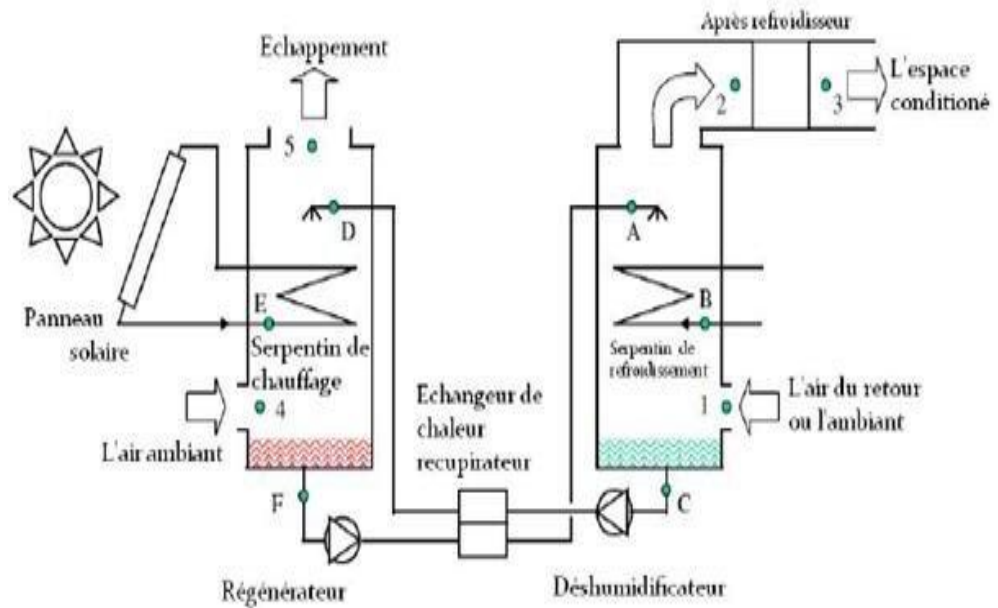 Après refroidisseur
Echappement
L'espace
conditioné
2
3
5
D
A
E
B
Panneau
solaire
Serpentin de
chauffage
Serpentin de
refroidissement
4
1
L'air ambiant
Echangeur de
chaleur
recupirateur
L'air du retour
ou l'ambiant
F
C
Régénérateur
Déshumidificateur